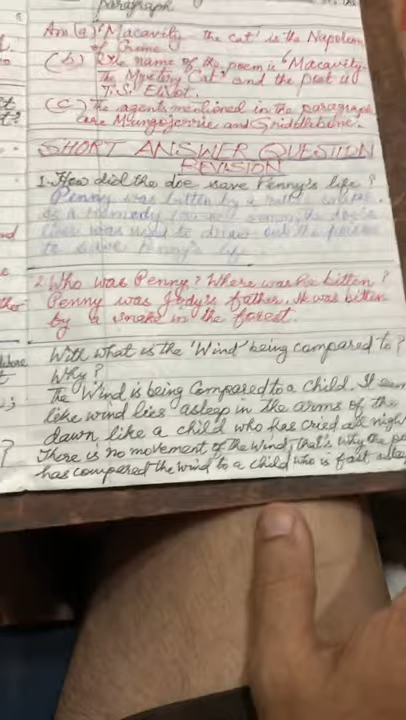 paragraph
Ans (a) 'Macavity the cat' is the Napoleon
of Crime
(b) The name of the poem is 'Macavity-
The Mystery Cat' and the poet is
T.S. Eliot.
(c) The agents mentioned in the paragraph
are Mungojerrie and Griddlebone.
SHORT ANSWER QUESTION
REVISION
1. How did the doe save Penny's life?
Penny was bitten by a
as a remedy
was used to draw out the poison
to save Penny's life
2. Who was Penny? Where was he bitten?
Penny was Jody's father. It was bitten
by a snake in the forest.
With what is the 'Wind' being compared to?
Why?
The Wind is being Compared to a child. It
like wind lies asleep in the arms of the
dawn like a child who has cried all night
There is no movement of the wind, that's why the
has compared the wind to a child who is fast